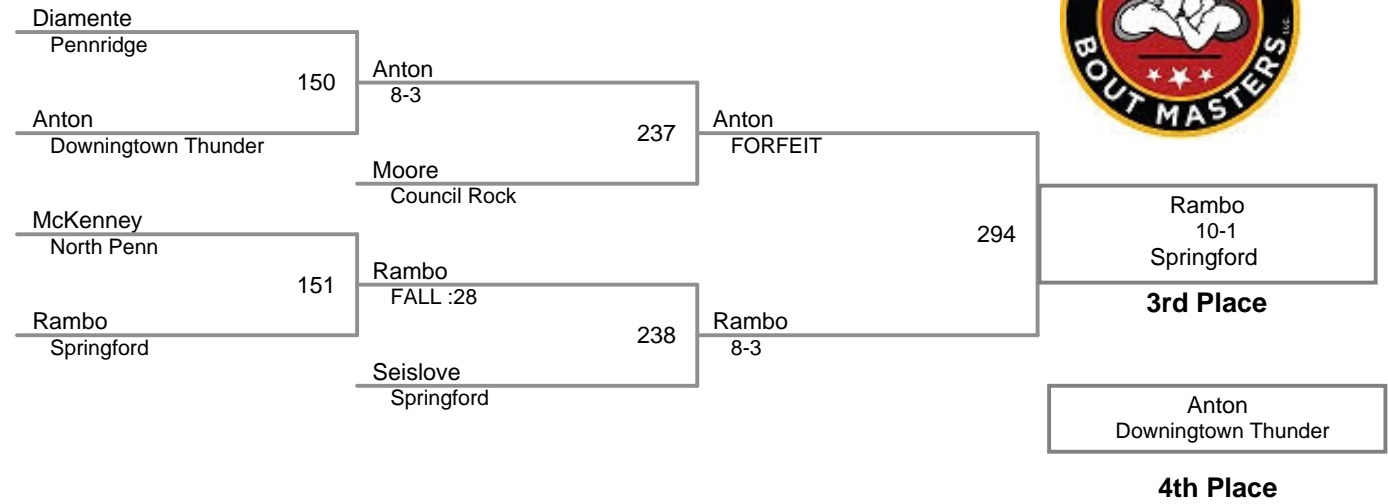 Diamente
Pennridge
150
Anton
8-3
Anton
Downingtown Thunder
237
Anton
FORFEIT
Moore
Council Rock
McKenney
North Penn
294
151
Rambo
FALL :28
Rambo
Springford
238
Rambo
8-3
Seislove
Springford
BOUT MASTERS
LLC.
Rambo
10-1
Springford
3rd Place
Anton
Downingtown Thunder
4th Place